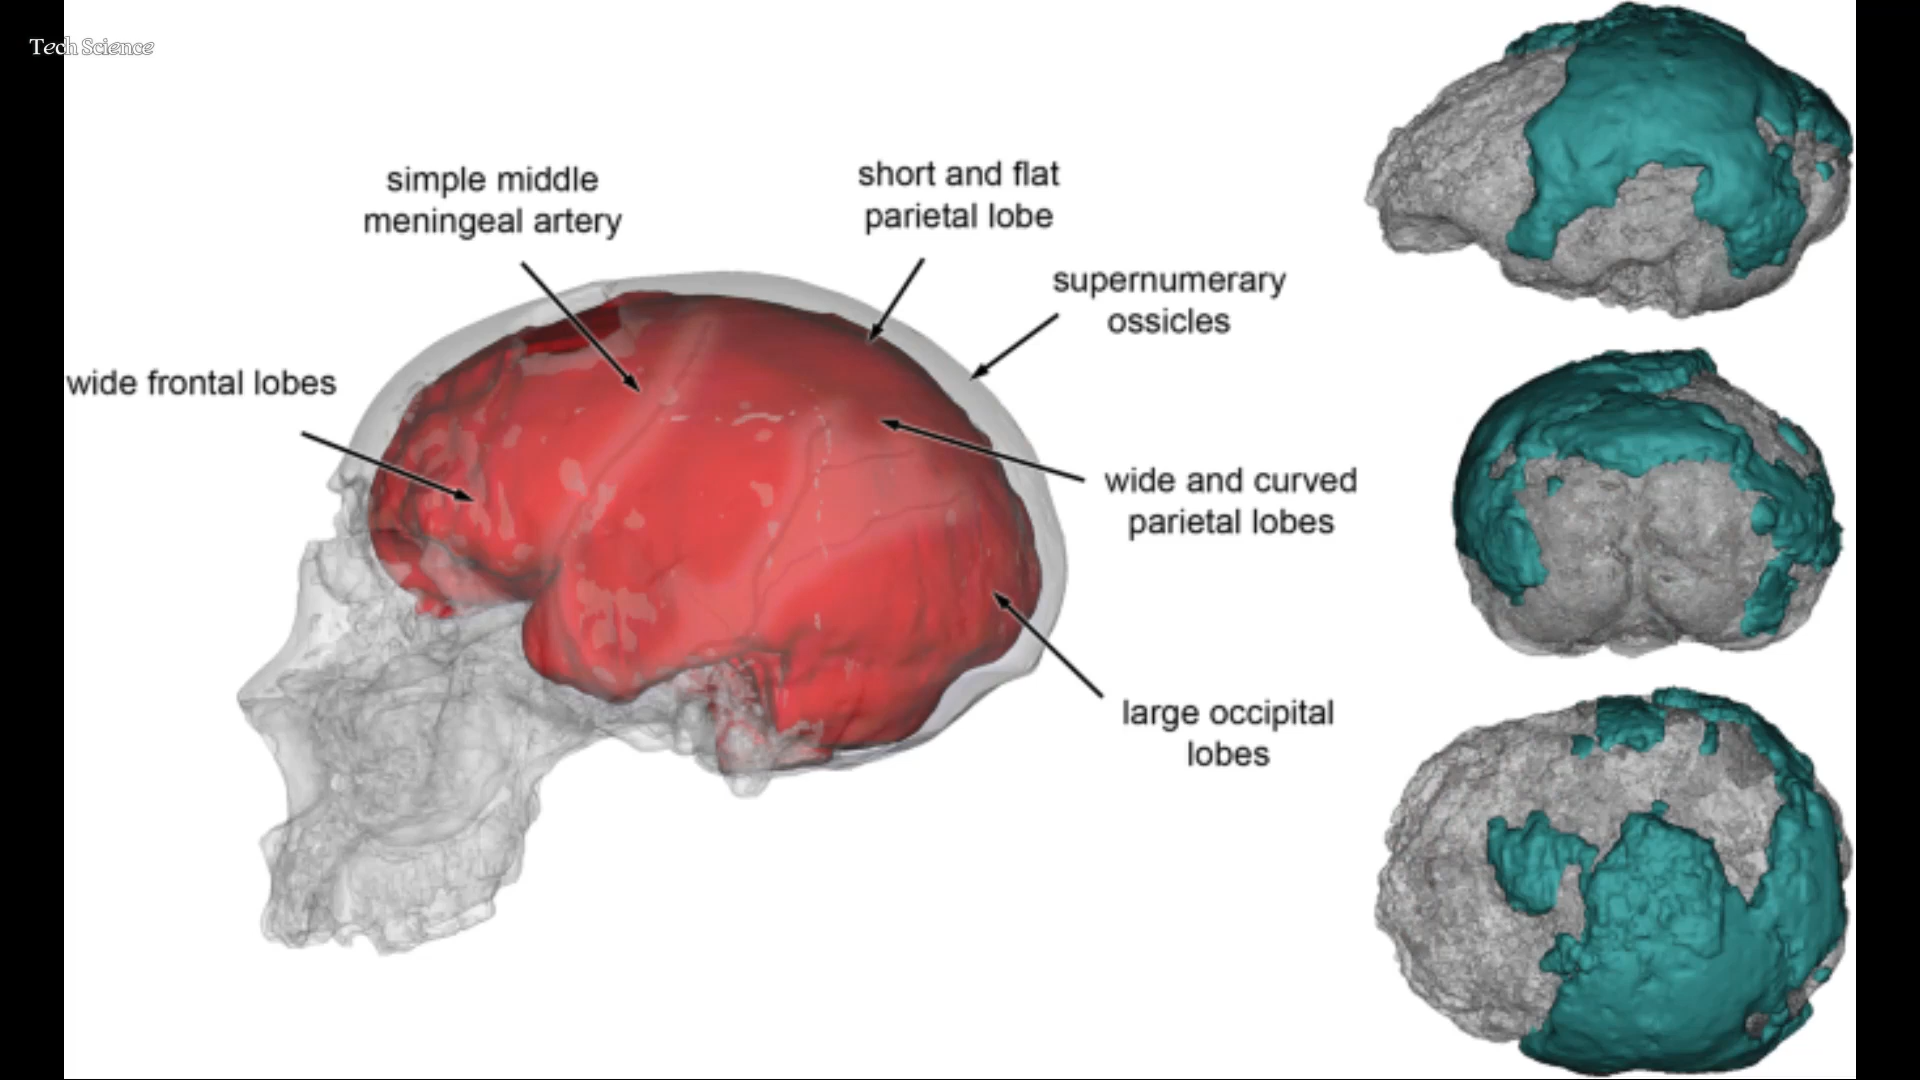 Tech Science
simple middle
meningeal artery
short and flat
parietal lobe
supernumerary
ossicles
wide frontal lobes
wide and curved
parietal lobes
large occipital
lobes